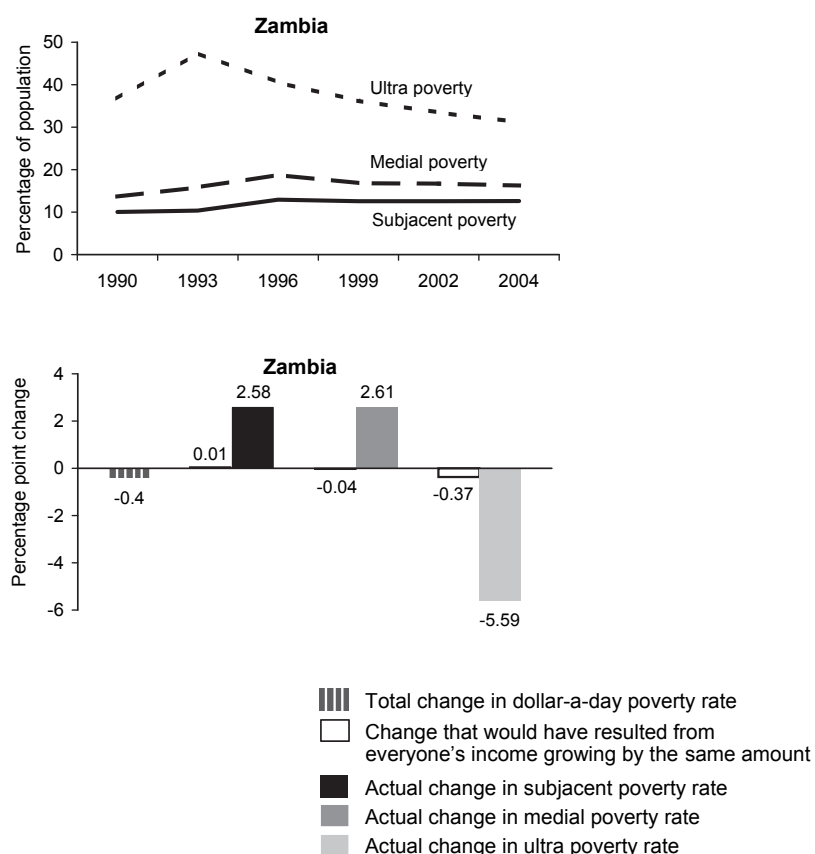 Zambia
50
40
30
20
10
0
Percentage of population
Ultra poverty
Medial poverty
Subjacent poverty
1990 1993 1996 1999 2002 2004
Zambia
4
2
0
-2
-4
-6
Percentage point change
2.58 2.61
0.01
-0.4 -0.04 -0.37
-5.59
Total change in dollar-a-day poverty rate
Change that would have resulted from
everyone's income growing by the same amount
Actual change in subjacent poverty rate
Actual change in medial poverty rate
Actual change in ultra poverty rate